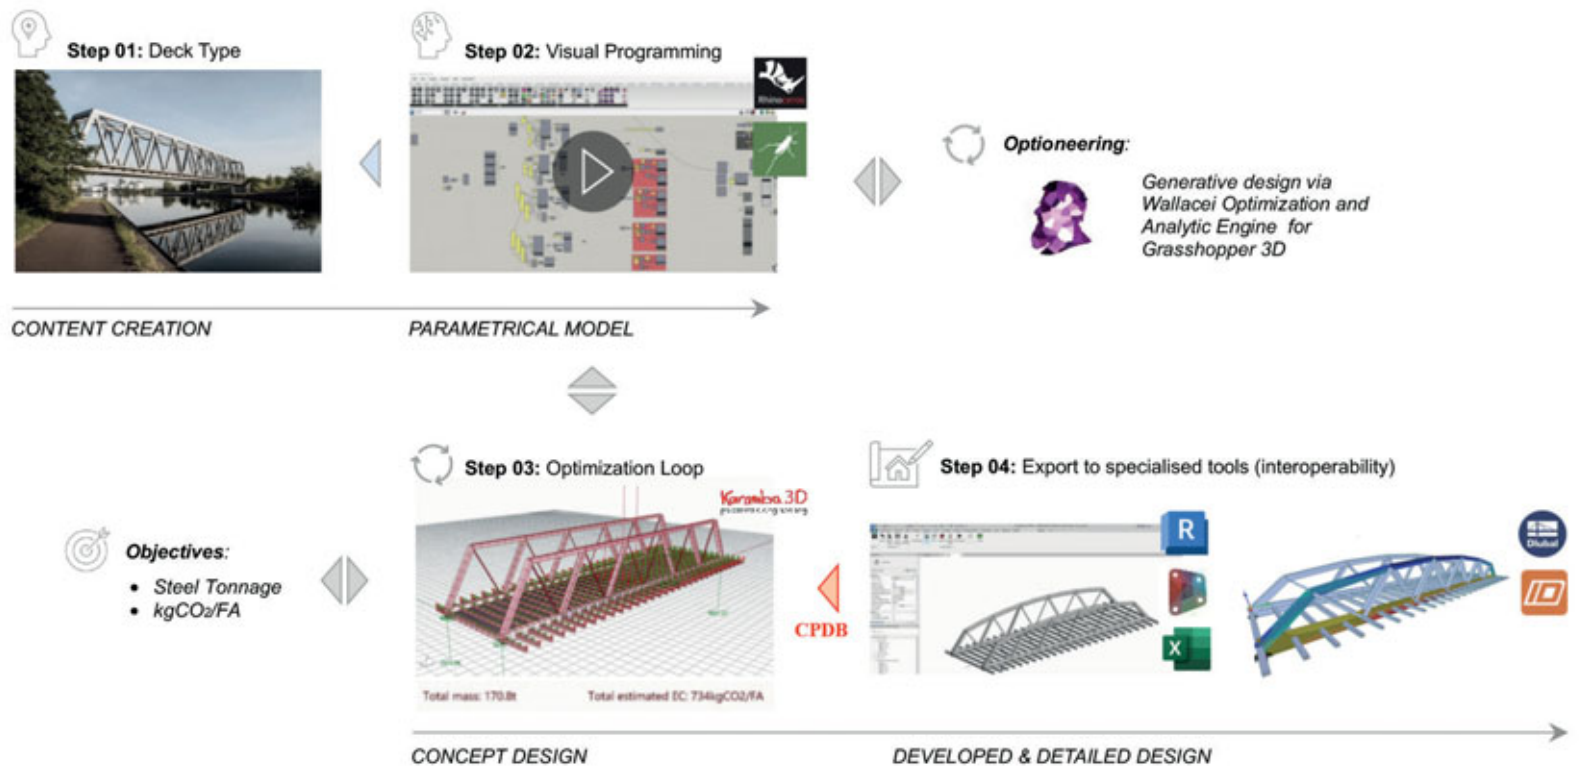 Step 01: Deck Type
Step 02: Visual Programming
Rhinoceros
Optioneering:
Generative design via
Wallacei Optimization and
Analytic Engine for
Grasshopper 3D
CONTENT CREATION
PARAMETRICAL MODEL
Step 03: Optimization Loop
Karamba3D
Step 04: Export to specialised tools (interoperability)
R
Dlubal
Objectives:
• Steel Tonnage
• kgCO₂/FA
CPDB
X
Total mass: 170.8t
Total estimated EC: 734kgCO2/FA
CONCEPT DESIGN
DEVELOPED & DETAILED DESIGN